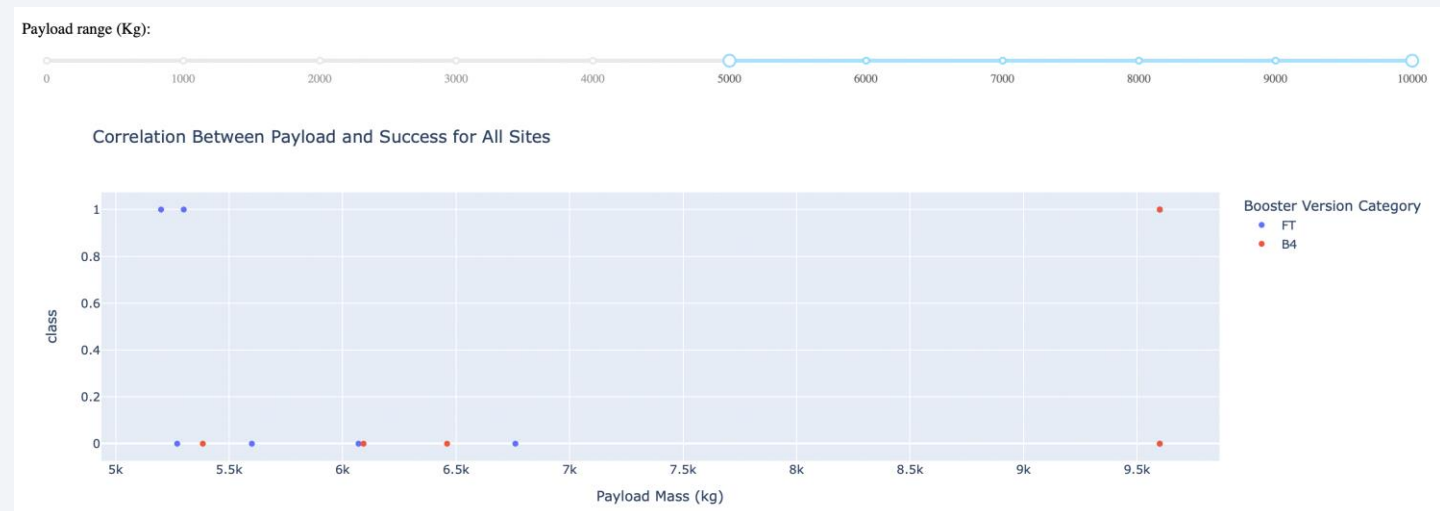 Payload range (Kg):
0 1000 2000 3000 4000 5000 6000 7000 8000 9000 10000
Correlation Between Payload and Success for All Sites
1
0.8
0.6
0.4
0.2
0
class
5k 5.5k 6k 6.5k 7k 7.5k 8k 8.5k 9k 9.5k
Payload Mass (kg)
Booster Version Category
FT
B4